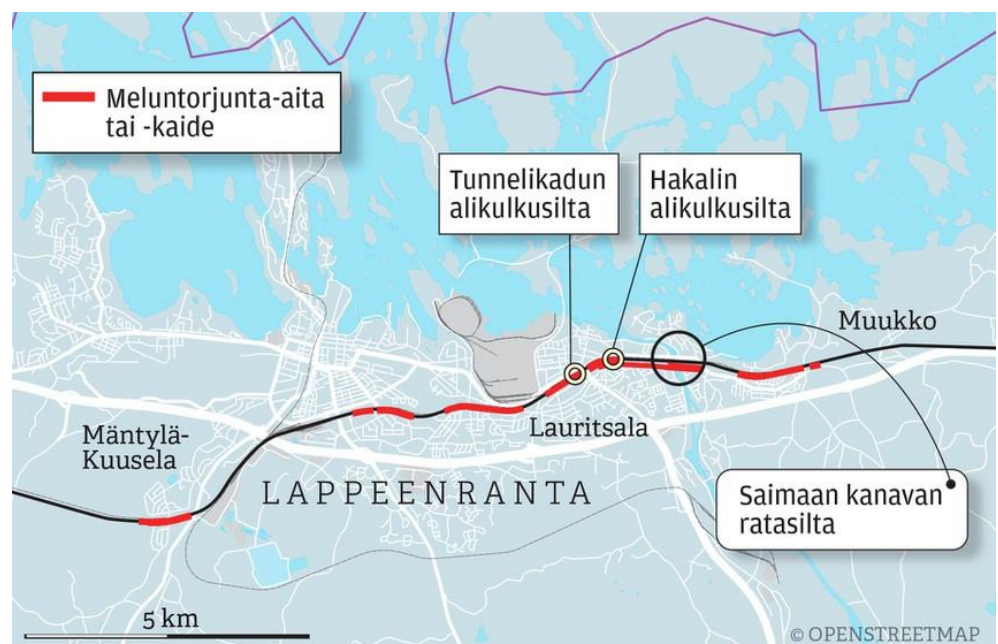 Meluntorjunta-aita
tai -kaide
Tunnelikadun
alikulkusilta
Hakalin
alikulkusilta
Muukko
Mäntylä-
Kuusela
Lauritsala
LAPPEENRANTA
Saimaan kanavan
ratasilta
5 km
© OPENSTREETMAP